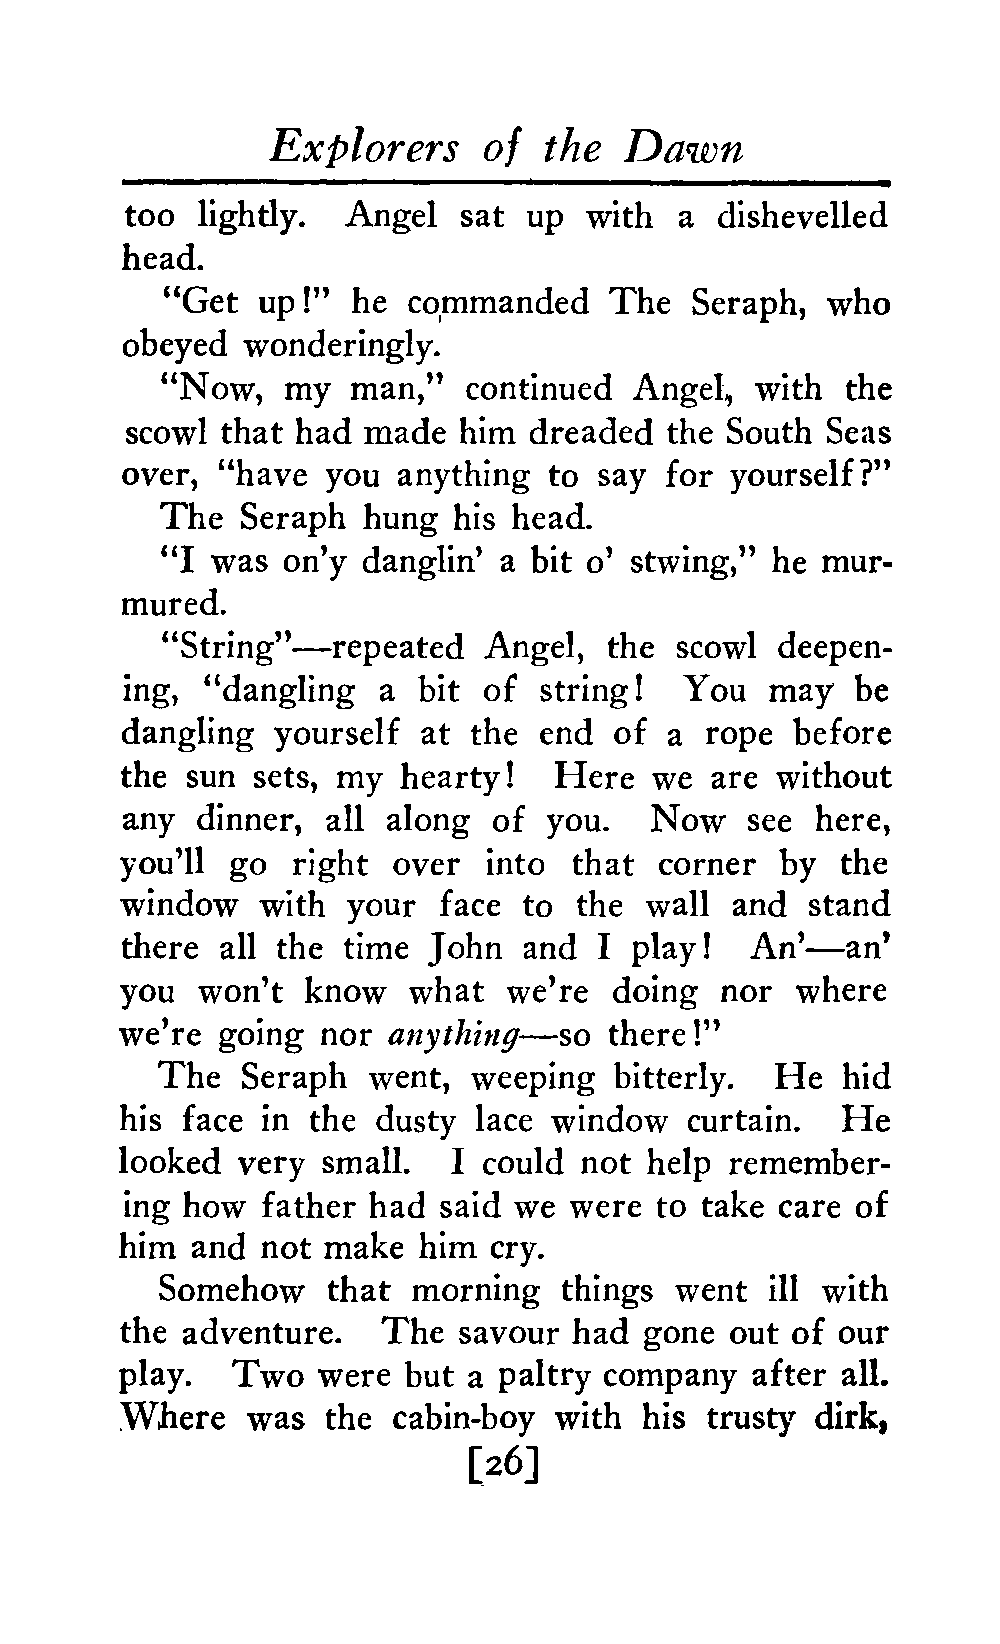 Explorers of the Dawn
too lightly. Angel sat up with a dishevelled
head.
"Get up!" he commanded The Seraph, who
obeyed wonderingly.
"Now, my man," continued Angel, with the
scowl that had made him dreaded the South Seas
over, "have you anything to say for yourself?"
The Seraph hung his head.
"I was on'y danglin' a bit o' stwing," he mur-
mured.
"String"—repeated Angel, the scowl deepen-
ing, "dangling a bit of string! You may be
dangling yourself at the end of a rope before
the sun sets, my hearty! Here we are without
any dinner, all along of you. Now see here,
you'll go right over into that corner by the
window with your face to the wall and stand
there all the time John and I play! An'—an'
you won't know what we're doing nor where
we're going nor anything—so there!"
The Seraph went, weeping bitterly. He hid
his face in the dusty lace window curtain. He
looked very small. I could not help remember-
ing how father had said we were to take care of
him and not make him cry.
Somehow that morning things went ill with
the adventure. The savour had gone out of our
play. Two were but a paltry company after all.
Where was the cabin-boy with his trusty dirk,
[26]